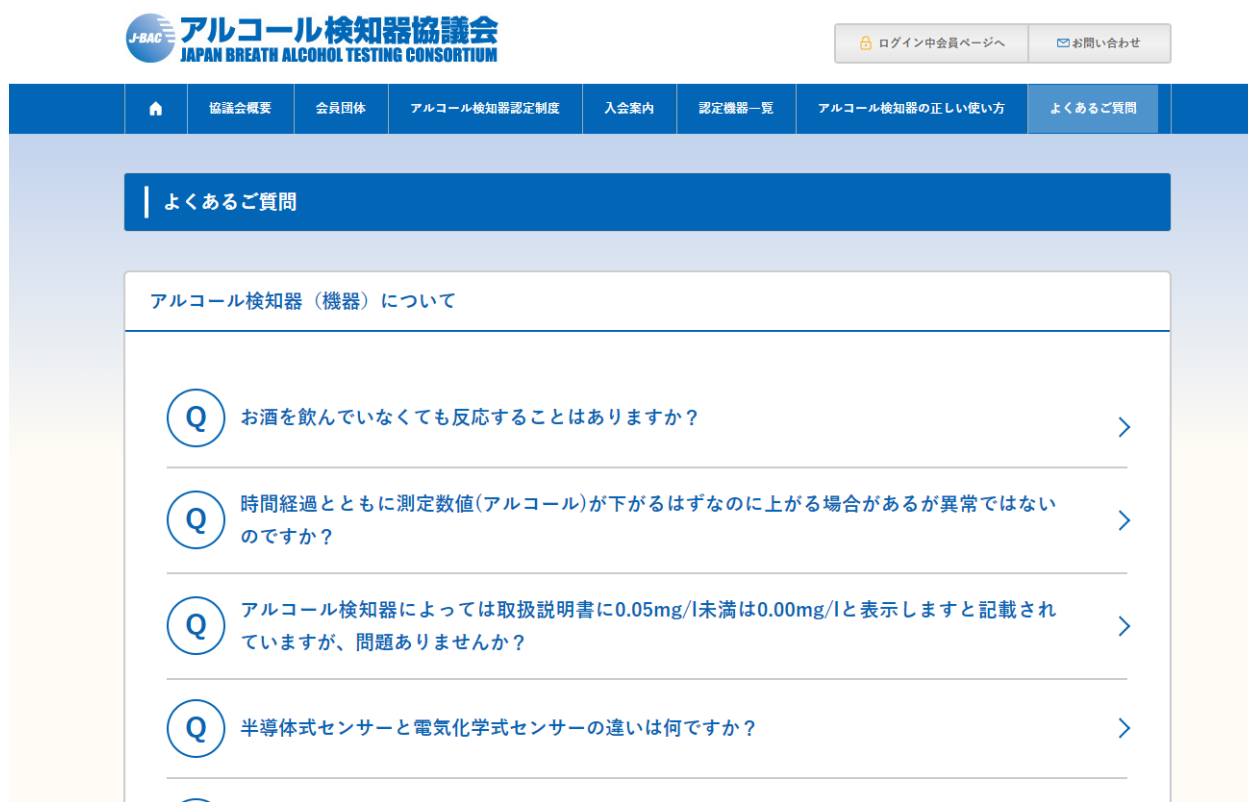 J-BAC アルコール検知器協議会
JAPAN BREATH ALCOHOL TESTING CONSORTIUM
ログイン中会員ページへ
お問い合わせ
協議会概要
会員団体
アルコール検知器認定制度
入会案内
認定機器一覧
アルコール検知器の正しい使い方
よくあるご質問
よくあるご質問
アルコール検知器（機器）について
Q お酒を飲んでいなくても反応することはありますか？
Q 時間経過とともに測定数値(アルコール)が下がるはずなのに上がる場合があるが異常ではない
のですか？
Q アルコール検知器によっては取扱説明書に0.05mg/l未満は0.00mg/lと表示しますと記載され
ていますが、問題ありませんか？
Q 半導体式センサーと電気化学式センサーの違いは何ですか？